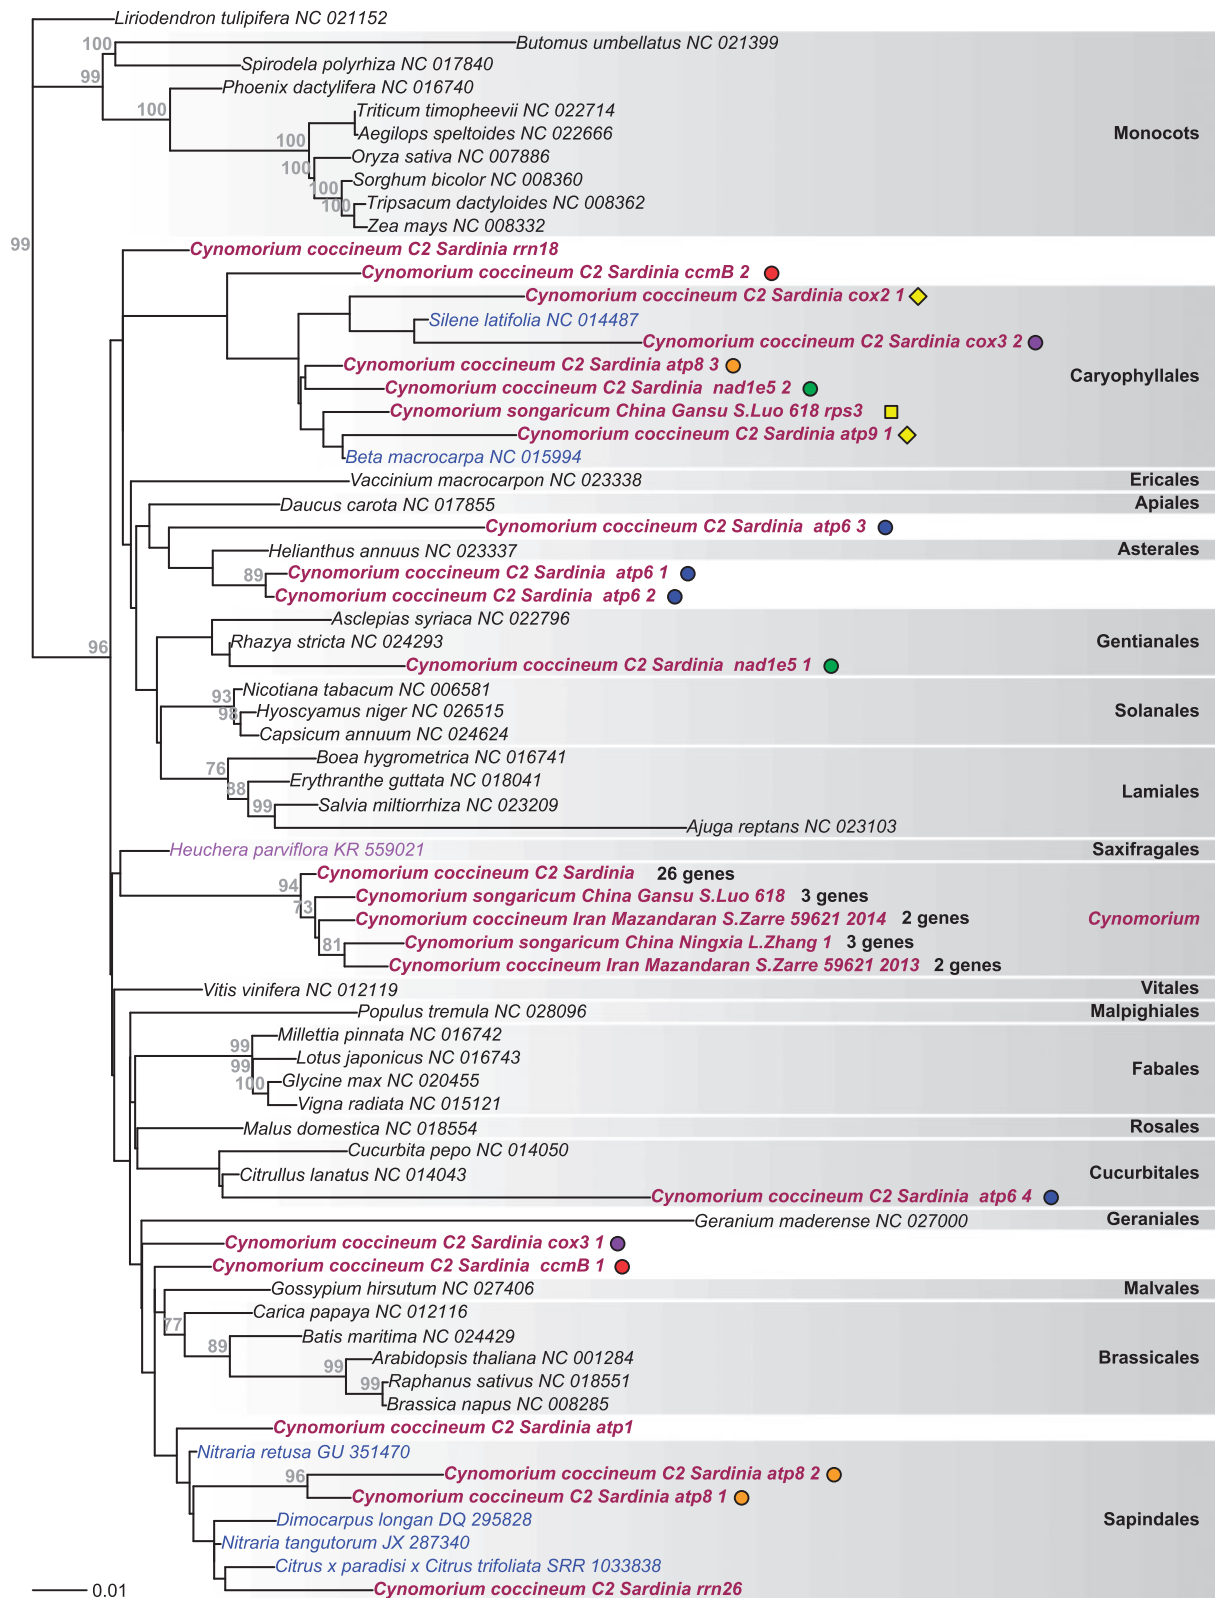 Liriodendron tulipifera NC 021152
100
Butomus umbellatus NC 021399
Spirodela polyrhiza NC 017840
99
Phoenix dactylifera NC 016740
100
Triticum timopheevii NC 022714
Aegilops speltoides NC 022666
Monocots
100
Oryza sativa NC 007886
100
Sorghum bicolor NC 008360
100
Tripsacum dactyloides NC 008362
100
Zea mays NC 008332
99
Cynomorium coccineum C2 Sardinia rrn18
Cynomorium coccineum C2 Sardinia ccmB 2
Cynomorium coccineum C2 Sardinia cox2 1
Silene latifolia NC 014487
Cynomorium coccineum C2 Sardinia cox3 2
Cynomorium coccineum C2 Sardinia atp8 3
Caryophyllales
Cynomorium coccineum C2 Sardinia nad1e5 2
Cynomorium songaricum China Gansu S.Luo 618 rps3
Cynomorium coccineum C2 Sardinia atp9 1
Beta macrocarpa NC 015994
Vaccinium macrocarpon NC 023338 Ericales
Daucus carota NC 017855 Apiales
Cynomorium coccineum C2 Sardinia atp6 3
Helianthus annuus NC 023337 Asterales
89
Cynomorium coccineum C2 Sardinia atp6 1
Cynomorium coccineum C2 Sardinia atp6 2
Asclepias syriaca NC 022796
Rhazya stricta NC 024293 Gentianales
96
Cynomorium coccineum C2 Sardinia nad1e5 1
93
Nicotiana tabacum NC 006581
98
Hyoscyamus niger NC 026515 Solanales
Capsicum annuum NC 024624
76
Boea hygrometrica NC 016741
88
Erythranthe guttata NC 018041
Lamiales
99
Salvia miltiorrhiza NC 023209
Ajuga reptans NC 023103
Heuchera parviflora KR 559021 Saxifragales
94
Cynomorium coccineum C2 Sardinia 26 genes
73
Cynomorium songaricum China Gansu S.Luo 618 3 genes
Cynomorium coccineum Iran Mazandaran S.Zarre 59621 2014 2 genes Cynomorium
81
Cynomorium songaricum China Ningxia L.Zhang 1 3 genes
Cynomorium coccineum Iran Mazandaran S.Zarre 59621 2013 2 genes
Vitis vinifera NC 012119 Vitales
Populus tremula NC 028096 Malpighiales
99
Millettia pinnata NC 016742
99
Lotus japonicus NC 016743
Fabales
100
Glycine max NC 020455
Vigna radiata NC 015121
Malus domestica NC 018554 Rosales
Cucurbita pepo NC 014050
Citrullus lanatus NC 014043 Cucurbitales
Cynomorium coccineum C2 Sardinia atp6 4
Geranium maderense NC 027000 Geraniales
Cynomorium coccineum C2 Sardinia cox3 1
Cynomorium coccineum C2 Sardinia ccmB 1
Gossypium hirsutum NC 027406 Malvales
77
Carica papaya NC 012116
89
Batis maritima NC 024429
99
Arabidopsis thaliana NC 001284 Brassicales
99
Raphanus sativus NC 018551
Brassica napus NC 008285
Cynomorium coccineum C2 Sardinia atp1
Nitraria retusa GU 351470
96
Cynomorium coccineum C2 Sardinia atp8 2
Cynomorium coccineum C2 Sardinia atp8 1
Dimocarpus longan DQ 295828 Sapindales
Nitraria tangutorum JX 287340
Citrus x paradisi x Citrus trifoliata SRR 1033838
Cynomorium coccineum C2 Sardinia rrn26
0.01